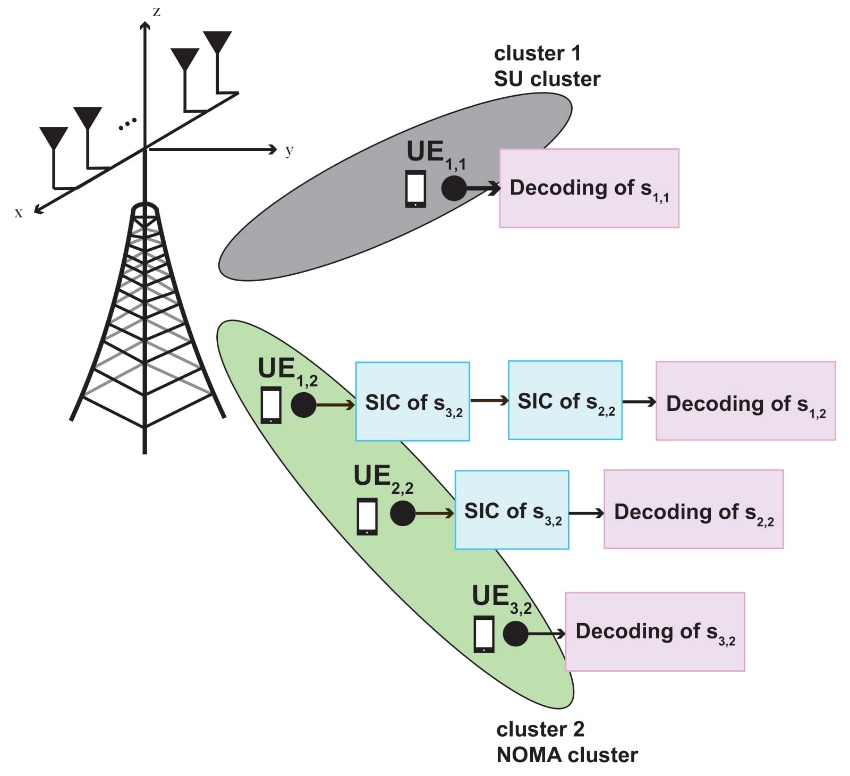 z
y
x
cluster 1
SU cluster
UE1,1
Decoding of s1,1
UE1,2
SIC of s3,2
SIC of s2,2
Decoding of s1,2
UE2,2
SIC of s3,2
Decoding of s2,2
UE3,2
Decoding of s3,2
cluster 2
NOMA cluster